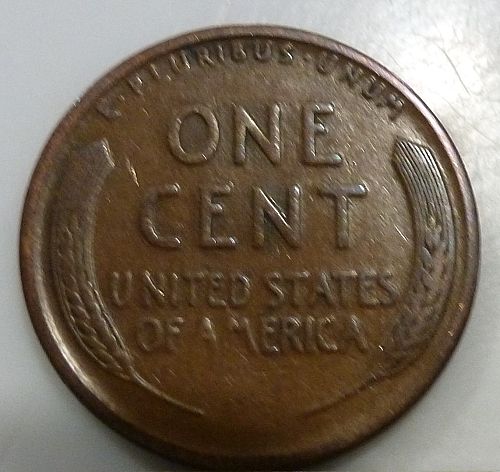 E·PLURIBUS·UNUM
ONE
CENT
UNITED STATES
OF AMERICA